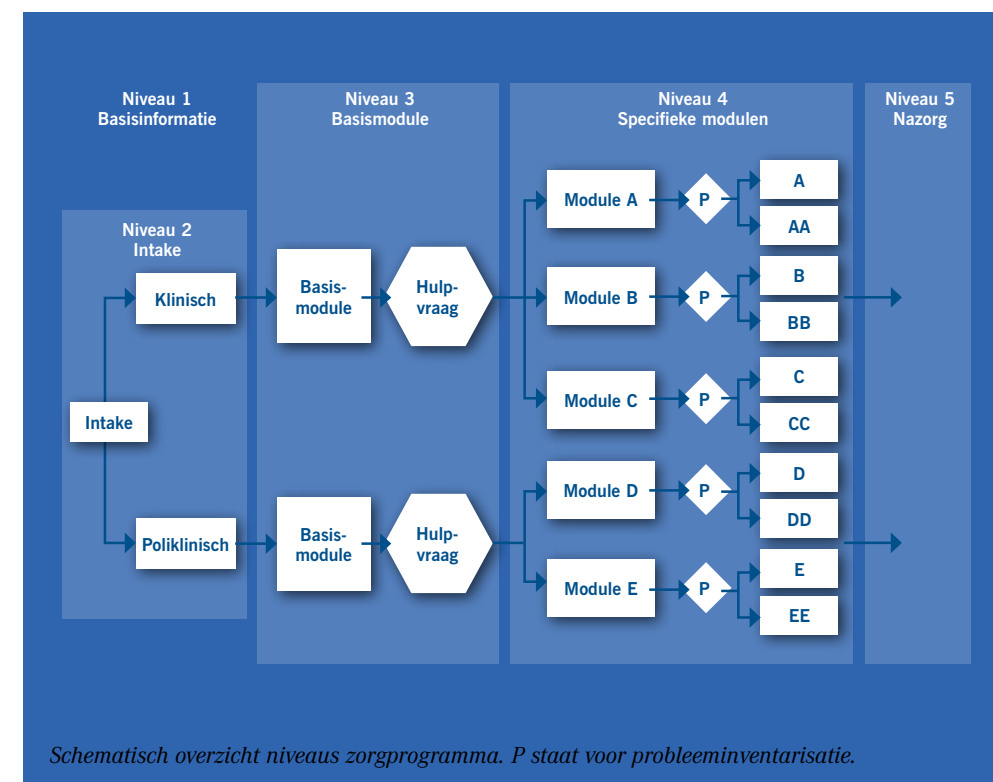 Niveau 1
Basisinformatie
Niveau 3
Basismodule
Niveau 4
Specifieke modulen
Niveau 5
Nazorg
Niveau 2
Intake
Intake
Klinisch
Poliklinisch
Basis-
module
Hulp-
vraag
Basis-
module
Hulp-
vraag
Module A
P
A
AA
Module B
P
B
BB
Module C
P
C
CC
Module D
P
D
DD
Module E
P
E
EE
Schematisch overzicht niveaus zorgprogramma. P staat voor probleeminventarisatie.